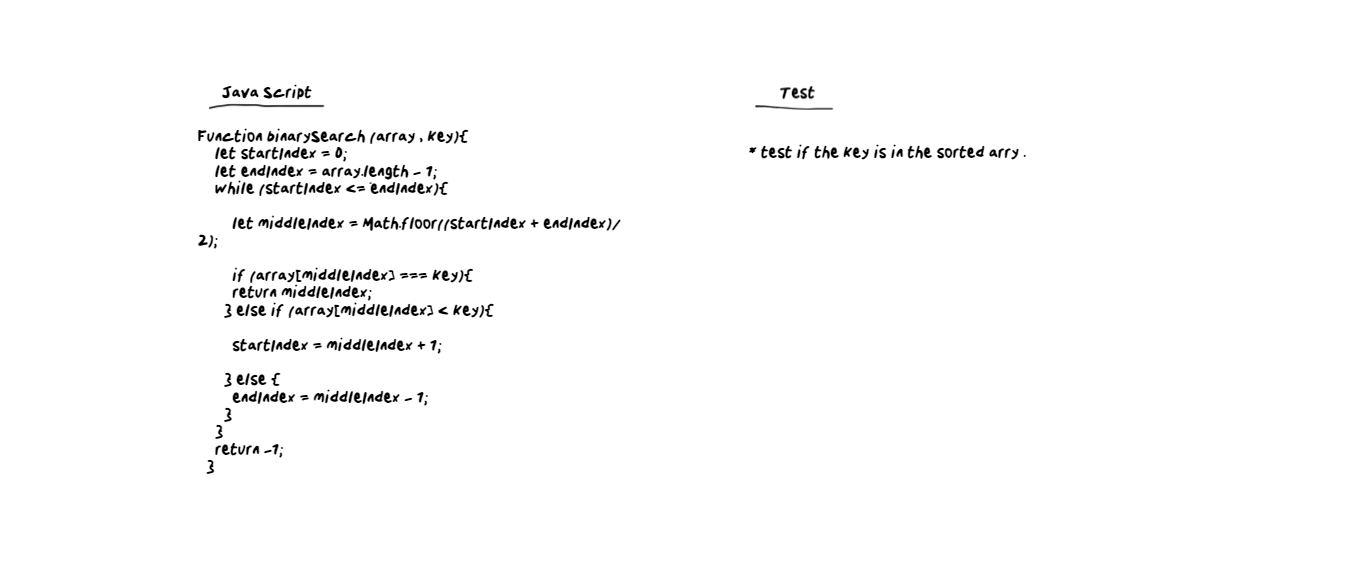 JavaScript
Function binarySearch (array, key){
let startIndex = 0;
let endIndex = array.length - 1;
while (startIndex <= endIndex){
let middleIndex = Math.floor((startIndex + endIndex)/
2);
if (array[middleIndex] === key){
return middleIndex;
} else if (array[middleIndex] < key){
startIndex = middleIndex + 1;
} else {
endIndex = middleIndex - 1;
}
}
return -1;
}
Test
* test if the key is in the sorted arry.